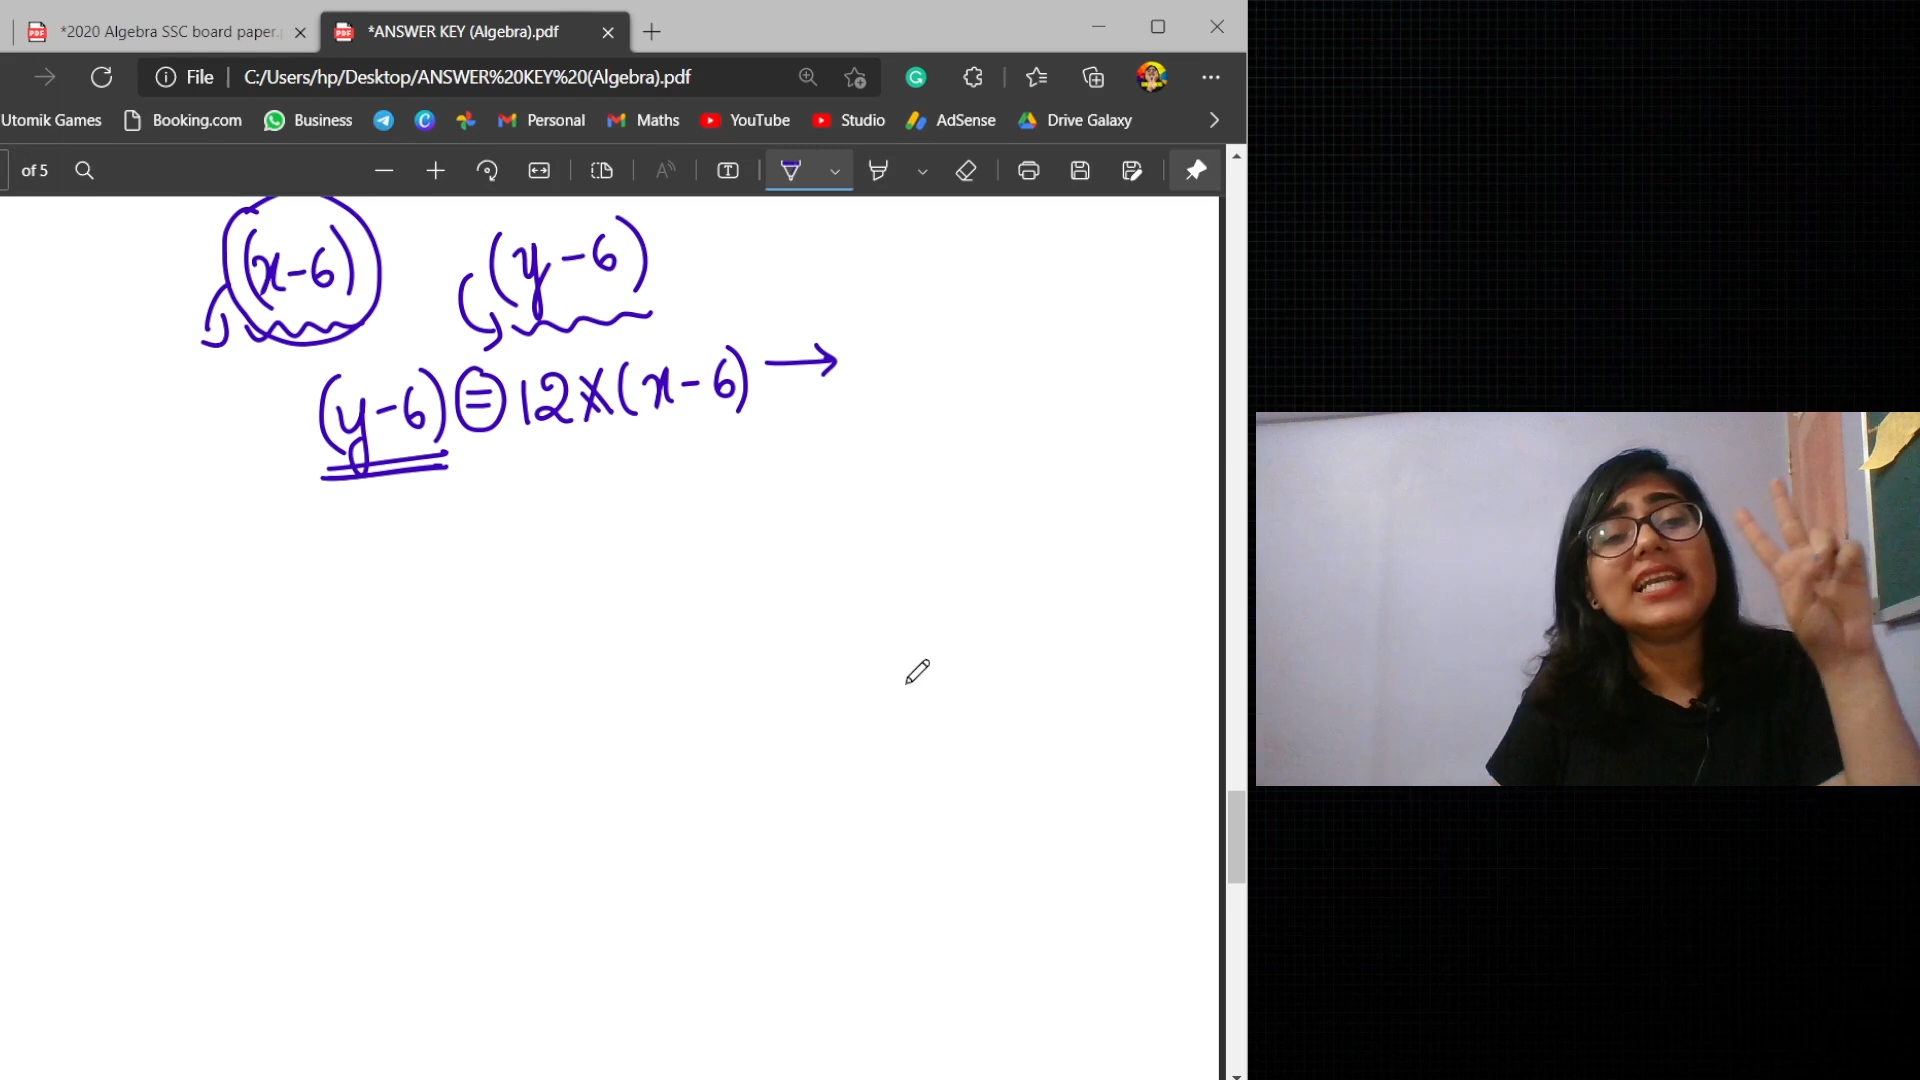 *2020 Algebra SSC board paper.
*ANSWER KEY (Algebra).pdf
File C:/Users/hp/Desktop/ANSWER%20KEY%20(Algebra).pdf
Utomik Games Booking.com Business Personal Maths YouTube Studio AdSense Drive Galaxy
of 5
(x-6) (y-6)
(y-6) = 12 x (x-6) →